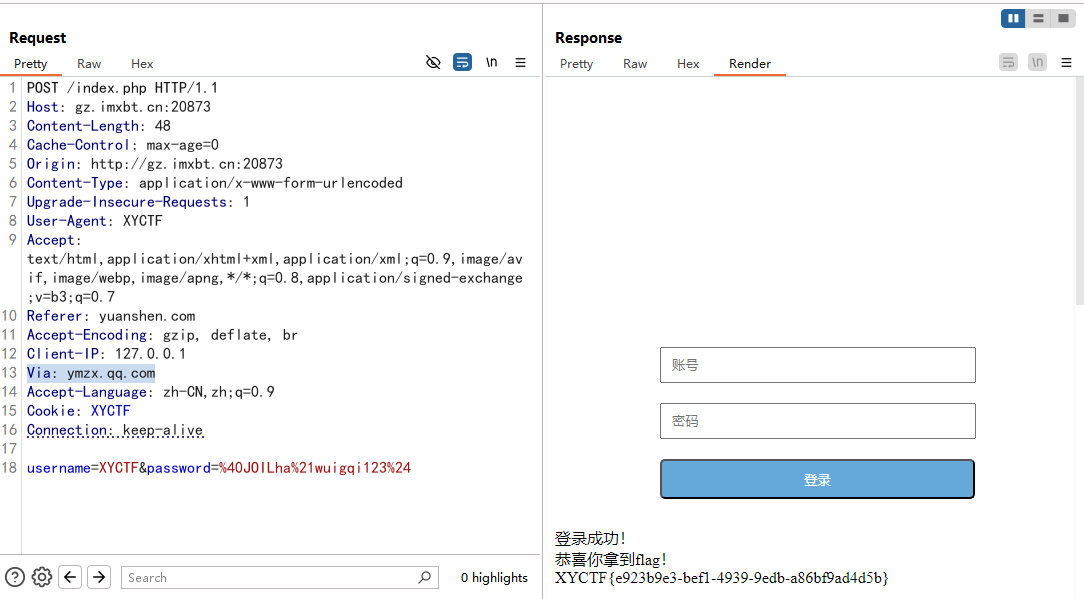 Request
Pretty Raw Hex
\n
1 POST /index.php HTTP/1.1
2 Host: gz.imxbt.cn:20873
3 Content-Length: 48
4 Cache-Control: max-age=0
5 Origin: http://gz.imxbt.cn:20873
6 Content-Type: application/x-www-form-urlencoded
7 Upgrade-Insecure-Requests: 1
8 User-Agent: XYCTF
9 Accept:
text/html,application/xhtml+xml,application/xml;q=0.9,image/av
if,image/webp,image/apng,*/*;q=0.8,application/signed-exchange
;v=b3;q=0.7
10 Referer: yuanshen.com
11 Accept-Encoding: gzip, deflate, br
12 Client-IP: 127.0.0.1
13 Via: ymzx.qq.com
14 Accept-Language: zh-CN,zh;q=0.9
15 Cookie: XYCTF
16 Connection: keep-alive
17
18 username=XYCTF&password=%40JOILha%21wuigqi123%24
Search
0 highlights
Response
Pretty Raw Hex Render
\n
账号
密码
登录
登录成功!
恭喜你拿到flag!
XYCTF{e923b9e3-bef1-4939-9edb-a86bf9ad4d5b}